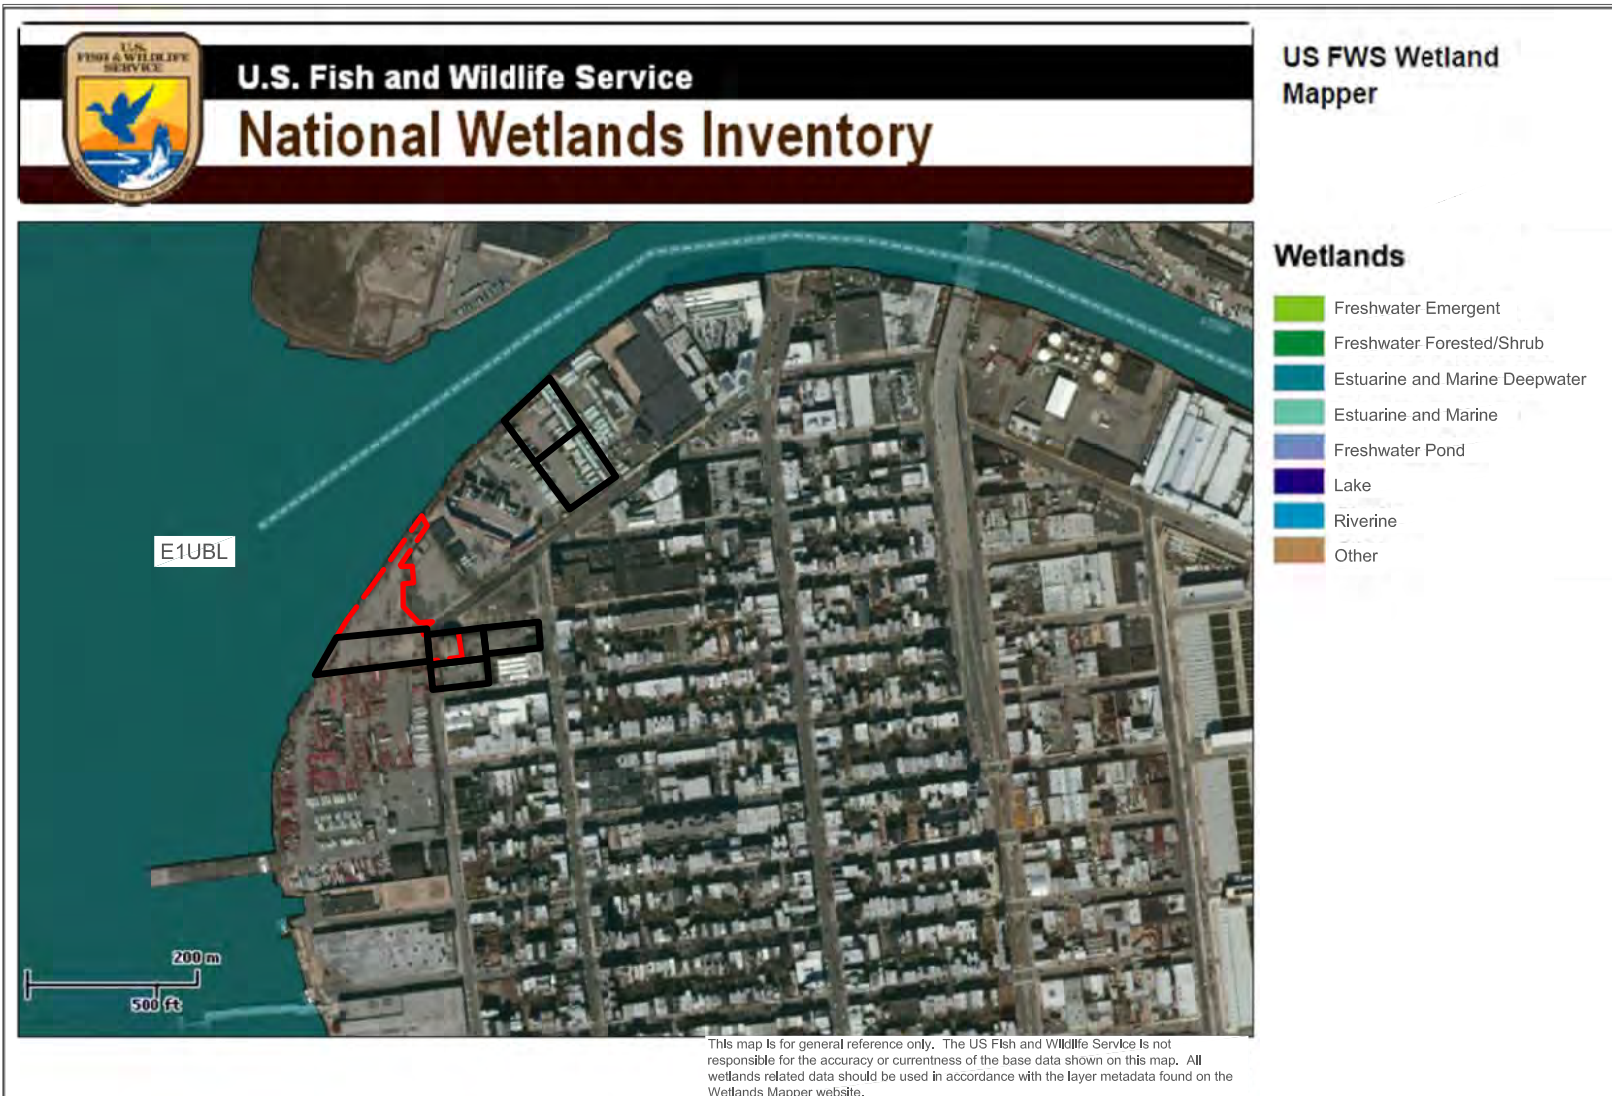 U.S.
FISH & WILDLIFE
SERVICE
U.S. Fish and Wildlife Service
National Wetlands Inventory
US FWS Wetland
Mapper
Wetlands
Freshwater Emergent
Freshwater Forested/Shrub
Estuarine and Marine Deepwater
Estuarine and Marine
Freshwater Pond
Lake
Riverine
Other
E1UBL
200 m
500 ft
This map is for general reference only. The US Fish and Wildlife Service is not
responsible for the accuracy or currentness of the base data shown on this map. All
wetlands related data should be used in accordance with the layer metadata found on the
Wetlands Mapper website.